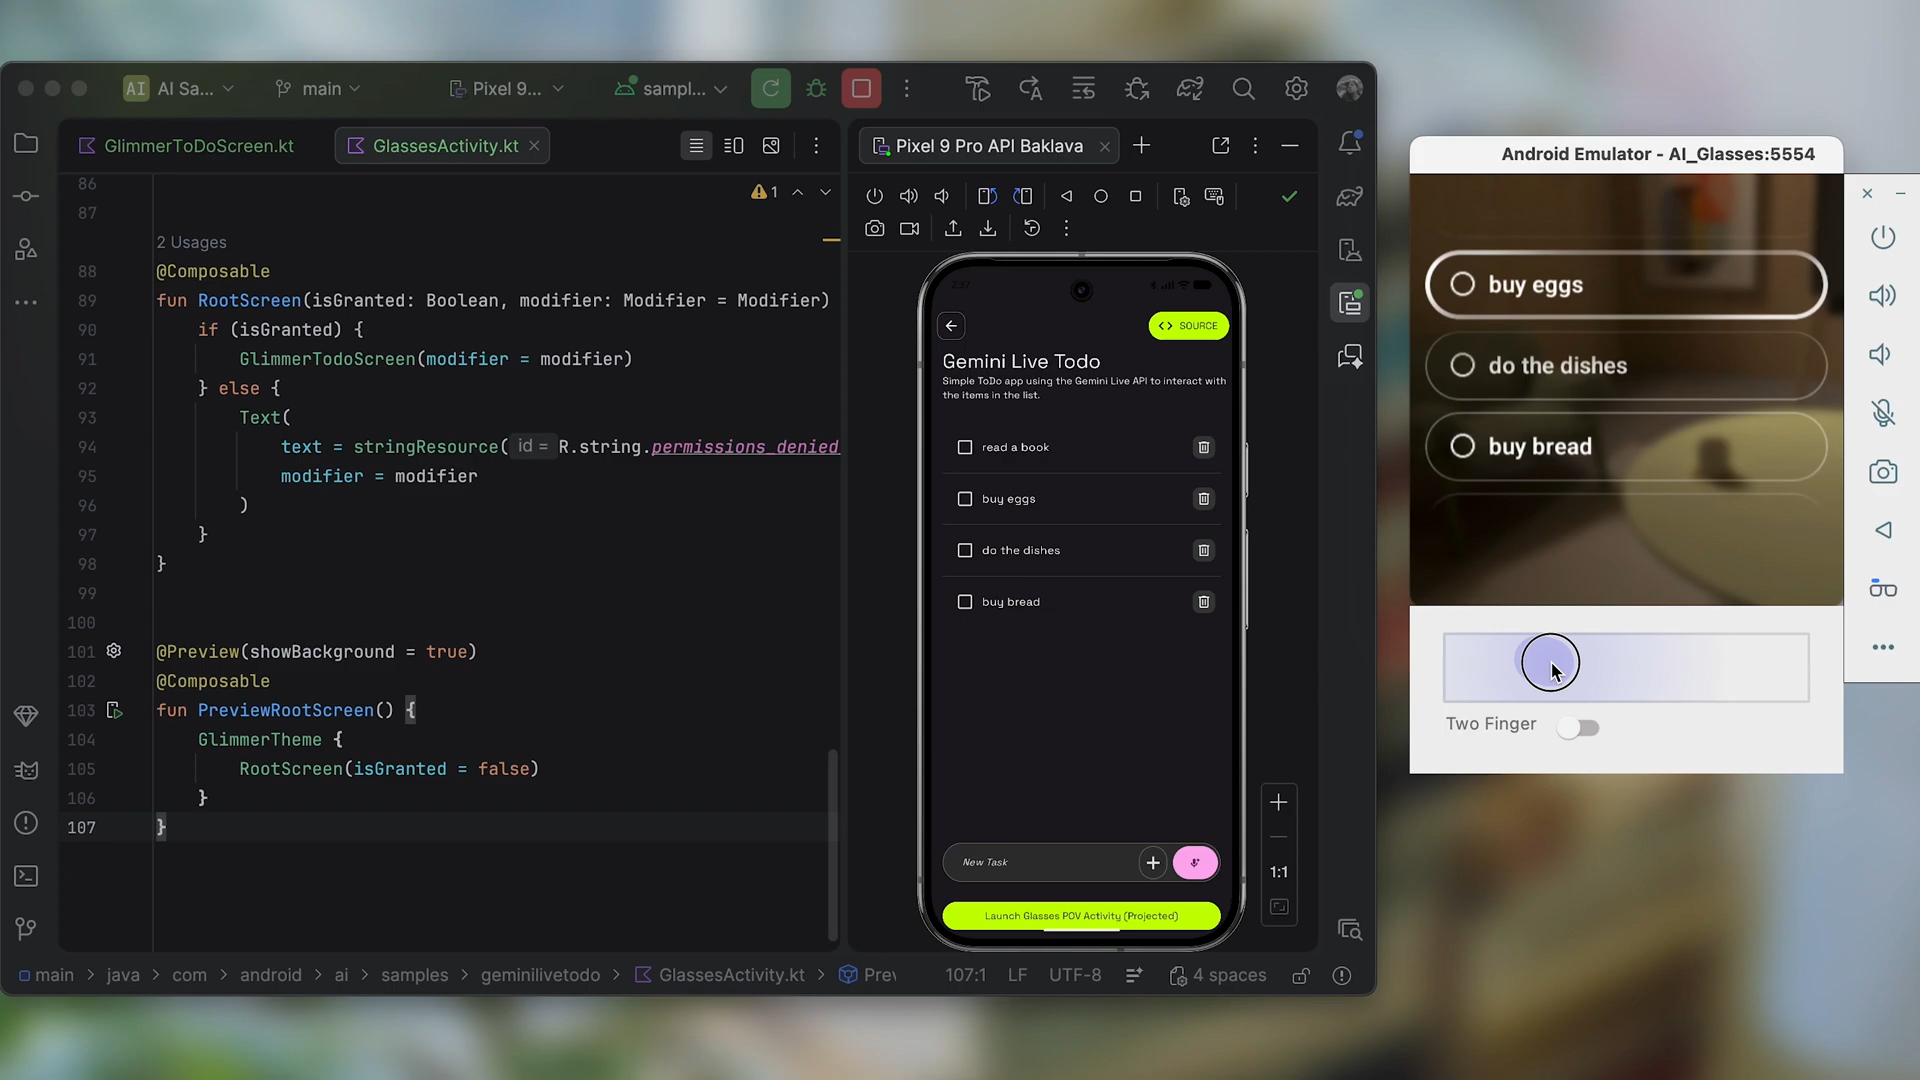 AI AI Sa... main Pixel 9... sampl...
GlimmerToDoScreen.kt GlassesActivity.kt
1
86
87
2 Usages
88 @Composable
89 fun RootScreen(isGranted: Boolean, modifier: Modifier = Modifier)
90 if (isGranted) {
91 GlimmerTodoScreen(modifier = modifier)
92 } else {
93 Text(
94 text = stringResource( id = R.string.permissions_denied
95 modifier = modifier
96 )
97 }
98 }
99
100
101 @Preview(showBackground = true)
102 @Composable
103 fun PreviewRootScreen() {
104 GlimmerTheme {
105 RootScreen(isGranted = false)
106 }
107 }
main > java > com > android > ai > samples > geminilivetodo > GlassesActivity.kt > Prev 107:1 LF UTF-8 4 spaces
Pixel 9 Pro API Baklava
2:37
<> SOURCE
Gemini Live Todo
Simple ToDo app using the Gemini Live API to interact with
the items in the list.
read a book
buy eggs
do the dishes
buy bread
New Task
Launch Glasses POV Activity (Projected)
1:1
Android Emulator - AI_Glasses:5554
buy eggs
do the dishes
buy bread
Two Finger